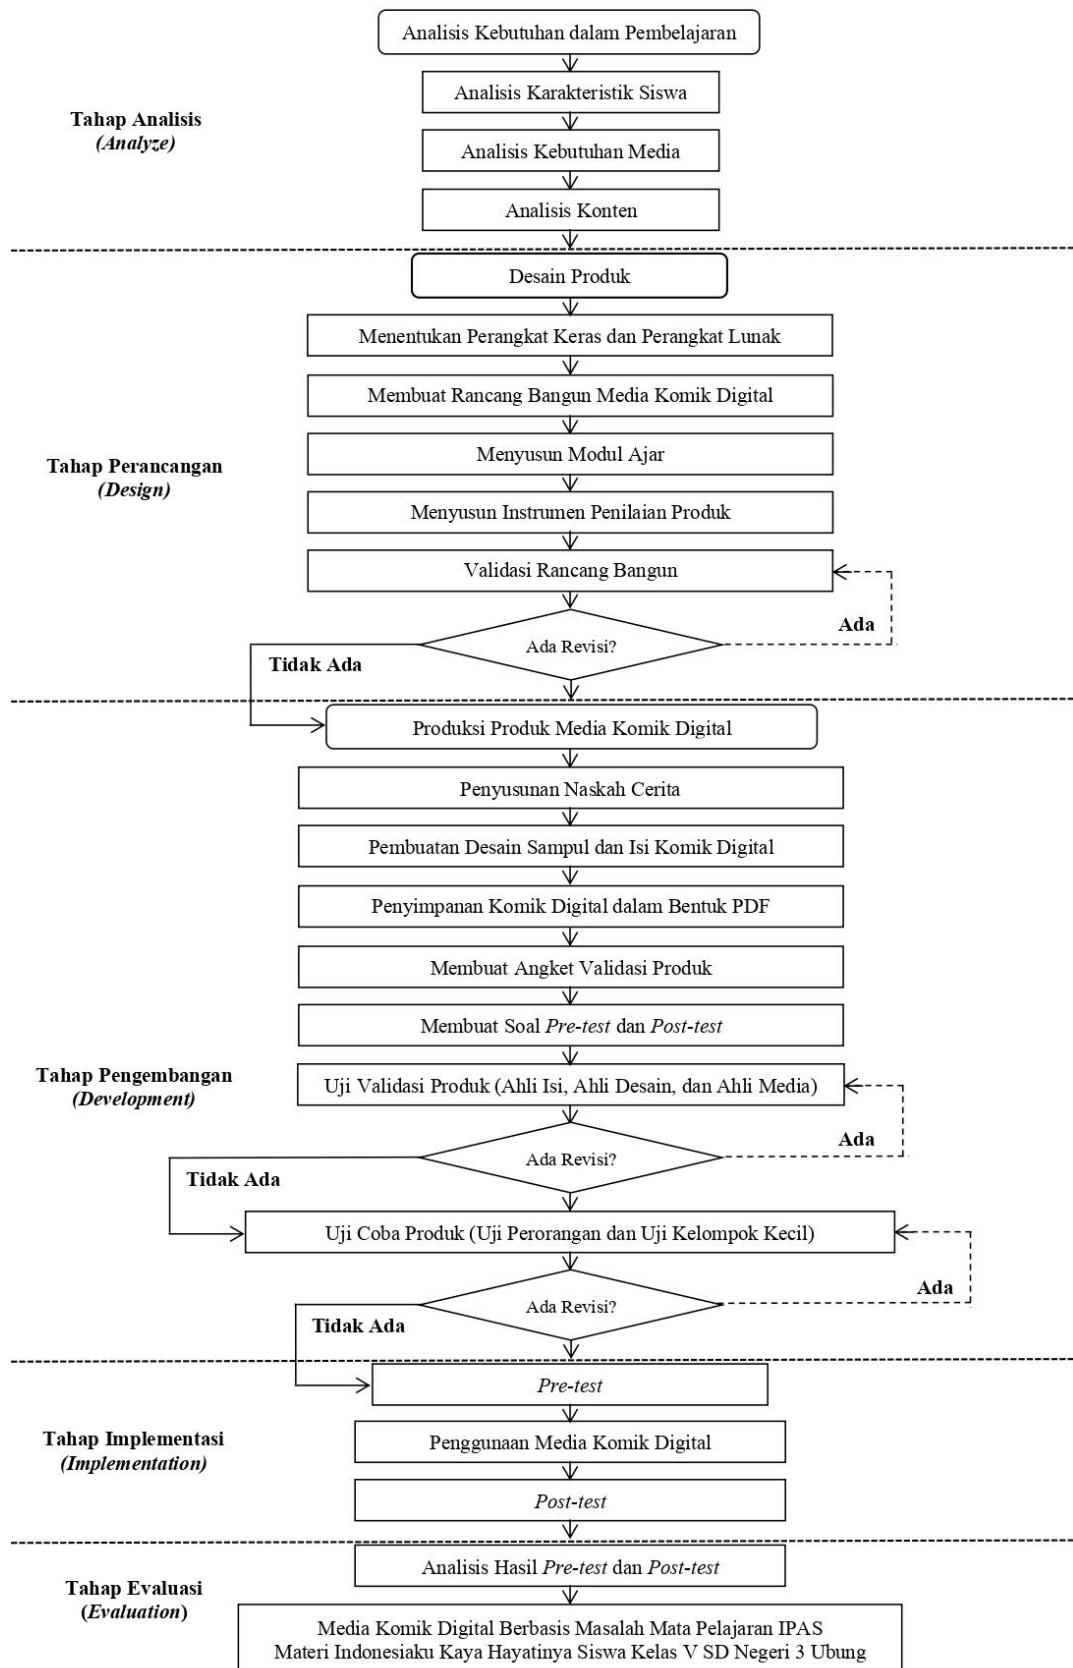 Analisis Kebutuhan dalam Pembelajaran
Analisis Karakteristik Siswa
Tahap Analisis
(Analyze)
Analisis Kebutuhan Media
Analisis Konten
Desain Produk
Menentukan Perangkat Keras dan Perangkat Lunak
Membuat Rancang Bangun Media Komik Digital
Menyusun Modul Ajar
Tahap Perancangan
(Design)
Menyusun Instrumen Penilaian Produk
Validasi Rancang Bangun
Ada
Ada Revisi?
Tidak Ada
Produksi Produk Media Komik Digital
Penyusunan Naskah Cerita
Pembuatan Desain Sampul dan Isi Komik Digital
Penyimpanan Komik Digital dalam Bentuk PDF
Membuat Angket Validasi Produk
Membuat Soal Pre-test dan Post-test
Tahap Pengembangan
(Development)
Uji Validasi Produk (Ahli Isi, Ahli Desain, dan Ahli Media)
Ada
Ada Revisi?
Tidak Ada
Uji Coba Produk (Uji Perorangan dan Uji Kelompok Kecil)
Ada
Ada Revisi?
Tidak Ada
Pre-test
Tahap Implementasi
(Implementation)
Penggunaan Media Komik Digital
Post-test
Analisis Hasil Pre-test dan Post-test
Tahap Evaluasi
(Evaluation)
Media Komik Digital Berbasis Masalah Mata Pelajaran IPAS
Materi Indonesiaku Kaya Hayatinya Siswa Kelas V SD Negeri 3 Ubung